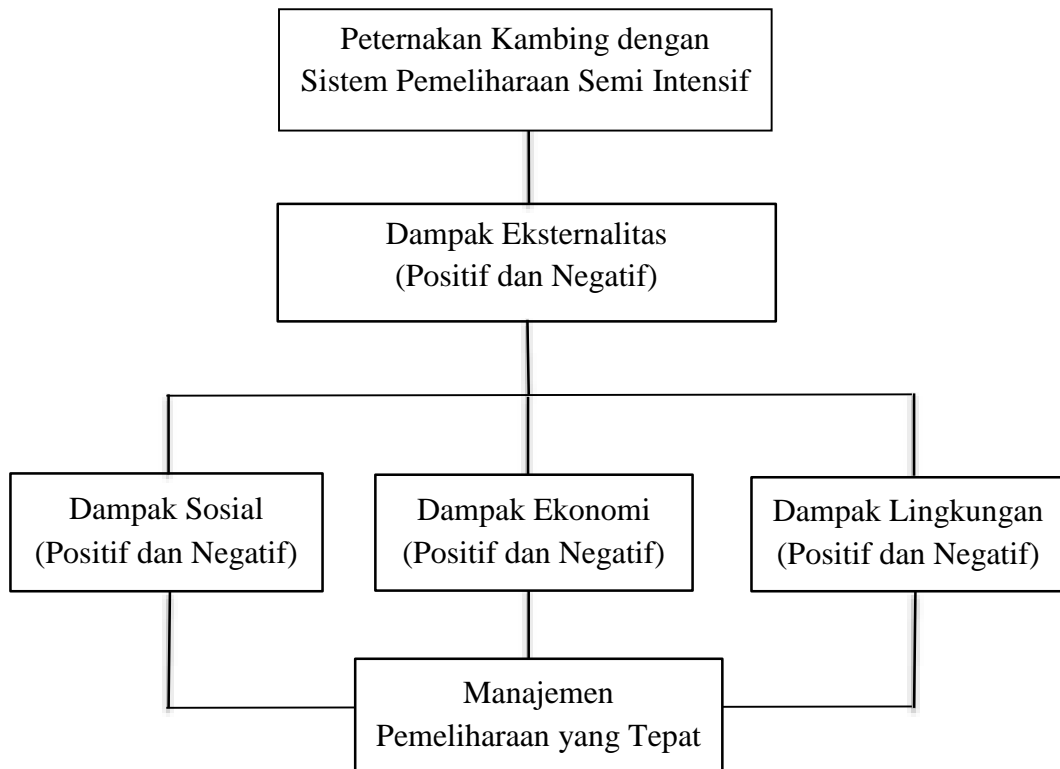 Peternakan Kambing dengan
Sistem Pemeliharaan Semi Intensif
Dampak Eksternalitas
(Positif dan Negatif)
Dampak Sosial
(Positif dan Negatif)
Dampak Ekonomi
(Positif dan Negatif)
Dampak Lingkungan
(Positif dan Negatif)
Manajemen
Pemeliharaan yang Tepat